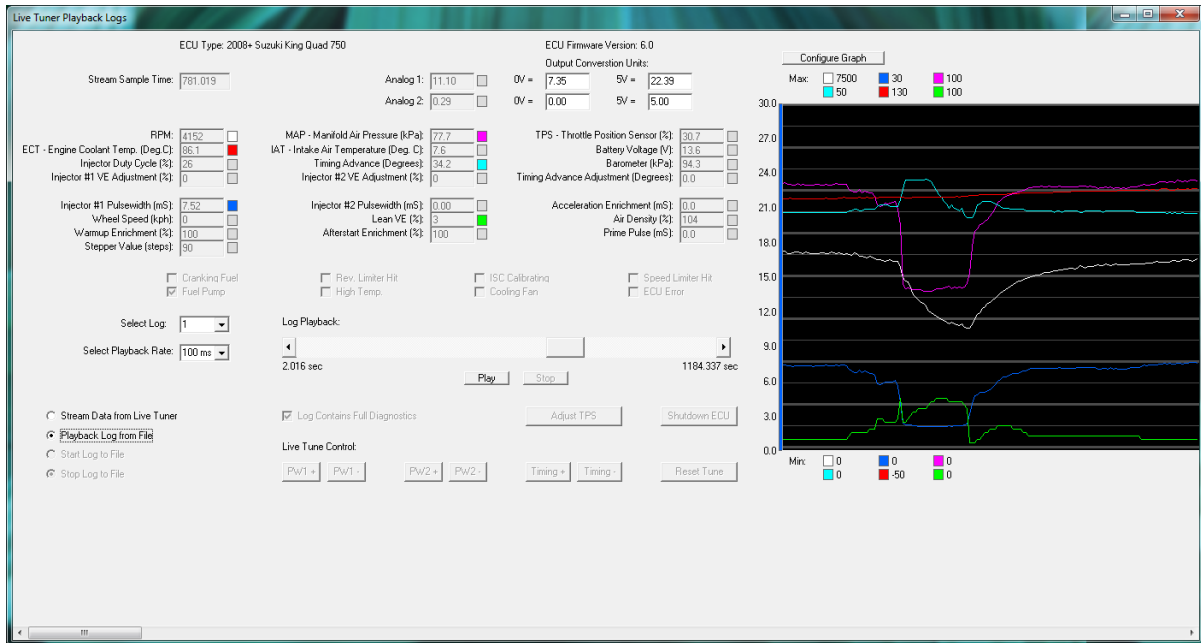 Live Tuner Playback Logs
ECU Type: 2008+ Suzuki King Quad 750 ECU Firmware Version: 6.0
Output Converstion Units:
Stream Sample Time: 781.019 Analog 1: 11.10 0V = 7.35 5V = 22.39
Analog 2: 0.29 0V = 0.00 5V = 5.00
RPM: 4152 MAP - Manifold Air Pressure (kPa): 77.7 TPS - Throttle Position Sensor (%): 30.7
ECT - Engine Coolant Temp. (Deg.C) 86.1 IAT - Intake Air Temperature (Deg. C) 7.6 Battery Voltage (V): 13.6
Injector Duty Cycle (%) 26 Timing Advance (Degrees): 34.2 Barometer (kPa): 94.3
Injector #1 VE Adjustment (%): 0 Injector #2 VE Adjustment (%): 0 Timing Advance Adjustment (Degrees): 0.0
Injector #1 Pulsewidth (mS): 7.52 Injector #2 Pulsewidth (mS): 0.00 Acceleration Enrichment (mS): 0.0
Wheel Speed (kph): 0 Lean VE (%): 3 Air Density (%): 104
Warmup Enrichment (%): 100 Afterstart Enrichment (%): 100 Prime Pulse (mS): 0.0
Stepper Value (steps): 90
Cranking Fuel Rev. Limiter Hit ISC Calibrating Speed Limiter Hit
Fuel Pump High Temp. Cooling Fan ECU Error
Select Log: 1 Log Playback:
Select Playback Rate: 100 ms
2.016 sec 1184.337 sec
Play Stop
Stream Data from Live Tuner Log Contains Full Diagnostics Adjust TPS Shutdown ECU
Playback Log from File
Start Log to File Live Tune Control:
Stop Log to File PW1 + PW1 - PW2 + PW2 - Timing + Timing - Reset Tune
Configure Graph
Max: 7500 30 100
50 130 100
30.0
27.0
24.0
21.0
18.0
15.0
12.0
9.0
6.0
3.0
0.0
Min: 0 0 0
0 -50 0